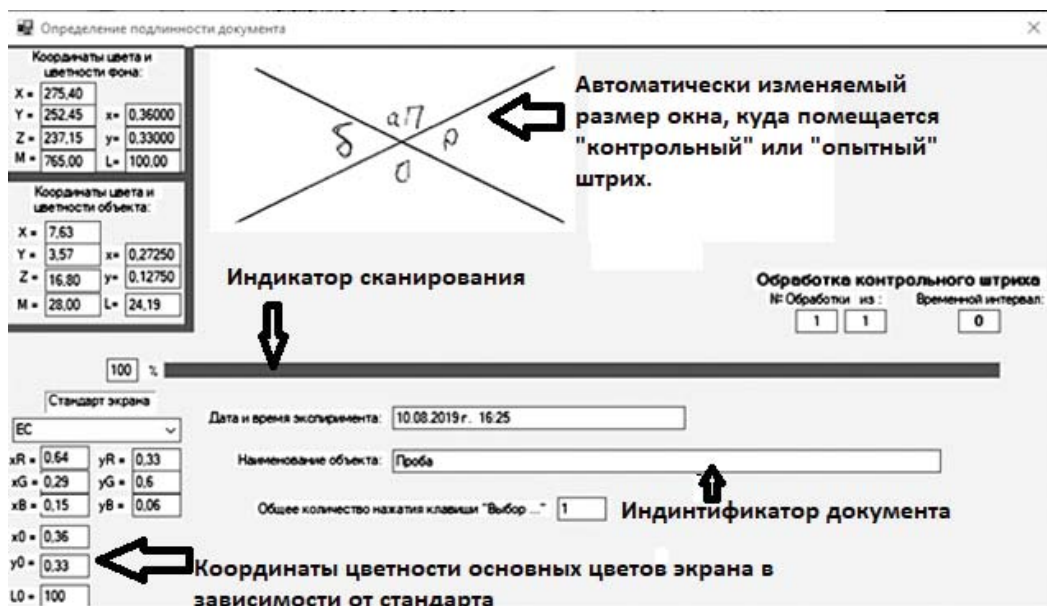 Определение подлинности документа
Координаты цвета и
цветности фона:
X = 275,40
Y = 252,45 x= 0,36000
Z = 237,15 y= 0,33000
M = 765,00 L= 100,00
Автоматически изменяемый
размер окна, куда помещается
"контрольный" или "опытный"
штрих.
Координаты цвета и
цветности объекта:
X = 7,63
Y = 3,57 x= 0,27250
Z = 16,80 y= 0,12750
M = 28,00 L= 24,19
Индикатор сканирования
Обработка контрольного штриха
№ Обработки из : Временной интервал:
1 1 0
100 %
Стандарт экрана
EC
xR = 0,64 yR = 0,33
xG = 0,29 yG = 0,6
xB = 0,15 yB = 0,06
x0 = 0,36
y0 = 0,33
L0 = 100
Дата и время экспиримента: 10.08.2019 г. 16:25
Наименование объекта: Проба
Общее количество нажатия клавиши "Выбор ..." 1
Индинтификатор документа
Координаты цветности основных цветов экрана в
зависимости от стандарта